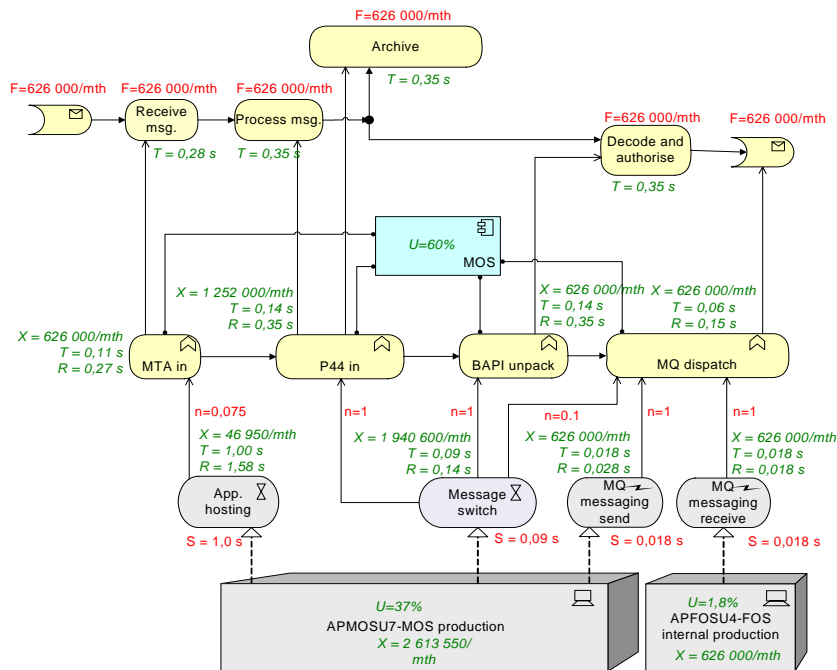 F=626 000/mth
Archive
T = 0,35 s
F=626 000/mth
F=626 000/mth
F=626 000/mth
Receive
msg.
Process msg.
T = 0,28 s
T = 0,35 s
F=626 000/mth
F=626 000/mth
Decode and
authorise
T = 0,35 s
U=60%
MOS
X = 626 000/mth
T = 0,11 s
R = 0,27 s
MTA in
X = 1 252 000/mth
T = 0,14 s
R = 0,35 s
P44 in
X = 626 000/mth
T = 0,14 s
R = 0,35 s
BAPI unpack
X = 626 000/mth
T = 0,06 s
R = 0,15 s
MQ dispatch
n=0,075
n=1
n=1
n=0.1
n=1
n=1
X = 46 950/mth
T = 1,00 s
R = 1,58 s
App.
hosting
S = 1,0 s
X = 1 940 600/mth
T = 0,09 s
R = 0,14 s
Message
switch
S = 0,09 s
X = 626 000/mth
T = 0,018 s
R = 0,028 s
MQ
messaging
send
S = 0,018 s
X = 626 000/mth
T = 0,018 s
R = 0,018 s
MQ
messaging
receive
S = 0,018 s
U=37%
APMOSU7-MOS production
X = 2 613 550/
mth
U=1,8%
APFOSU4-FOS
internal production
X = 626 000/mth